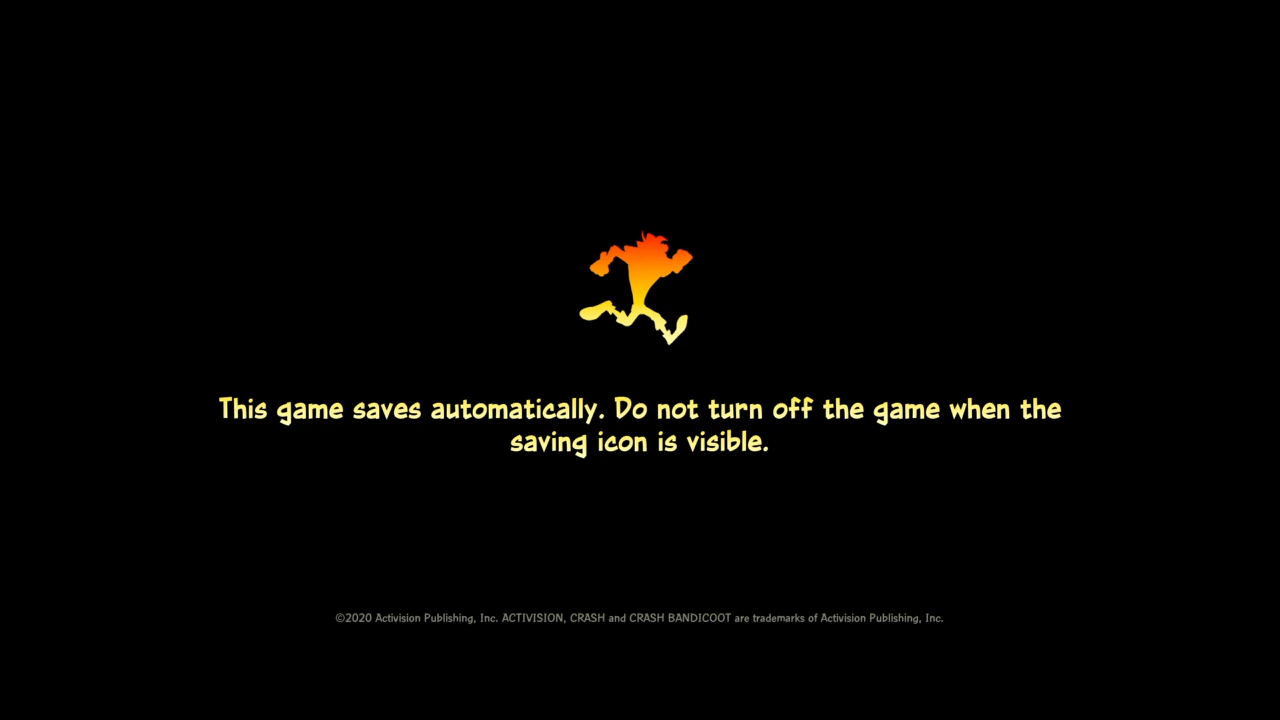 This game saves automatically. Do not turn off the game when the
saving icon is visible.
©2020 Activision Publishing, Inc. ACTIVISION, CRASH and CRASH BANDICOOT are trademarks of Activision Publishing, Inc.